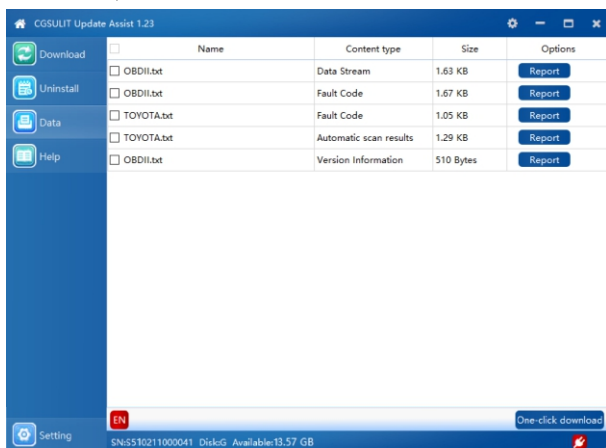 CGSULIT Update Assist 1.23
Download
Uninstall
Data
Help
Name Content type Size Options
OBDII.txt Data Stream 1.63 KB Report
OBDII.txt Fault Code 1.67 KB Report
TOYOTA.txt Fault Code 1.05 KB Report
TOYOTA.txt Automatic scan results 1.29 KB Report
OBDII.txt Version Information 510 Bytes Report
EN One-click download
Setting
SN:S510211000041 Disk:G Available:13.57 GB